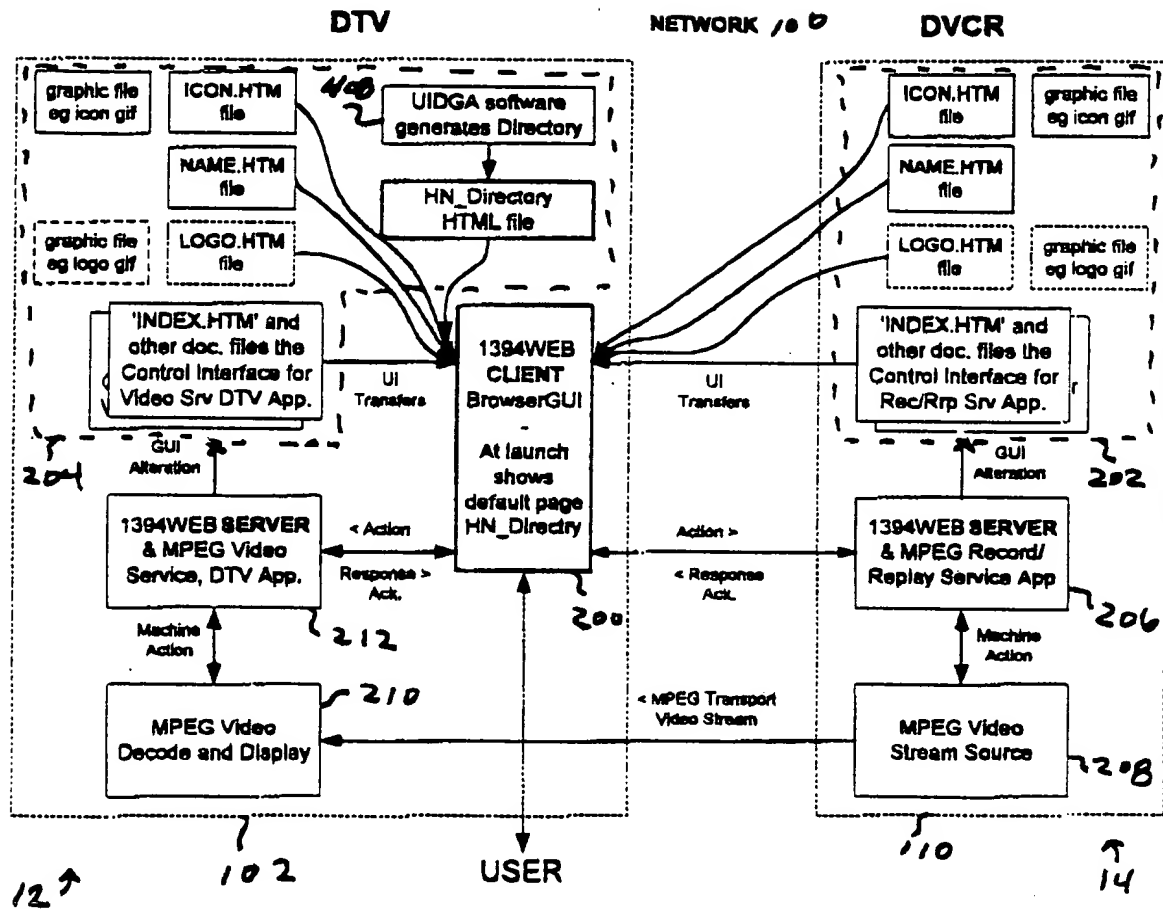 DTV
NETWORK 100
DVCR
graphic file
eg icon gif
ICON.HTM
file
408
UIDGA software
generates Directory
NAME.HTM
file
HN_Directory
HTML file
graphic file
eg logo gif
LOGO.HTM
file
'INDEX.HTM' and
other doc. files the
Control Interface for
Video Srv DTV App.
UI
Transfers
1394WEB
CLIENT
BrowserGUI
-
At launch
shows
default page
HN_Directry
UI
Transfers
ICON.HTM
file
graphic file
eg icon gif
NAME.HTM
file
LOGO.HTM
file
graphic file
eg logo gif
'INDEX.HTM' and
other doc. files the
Control Interface for
Rec/Rrp Srv App.
204
GUI
Alteration
GUI
Alteration
202
1394WEB SERVER
& MPEG Video
Service, DTV App.
< Action
Response >
Ack.
Action >
< Response
Ack.
1394WEB SERVER
& MPEG Record/
Replay Service App
212
200
206
Machine
Action
Machine
Action
210
MPEG Video
Decode and Display
< MPEG Transport
Video Stream
MPEG Video
Stream Source
208
12
102
USER
110
14